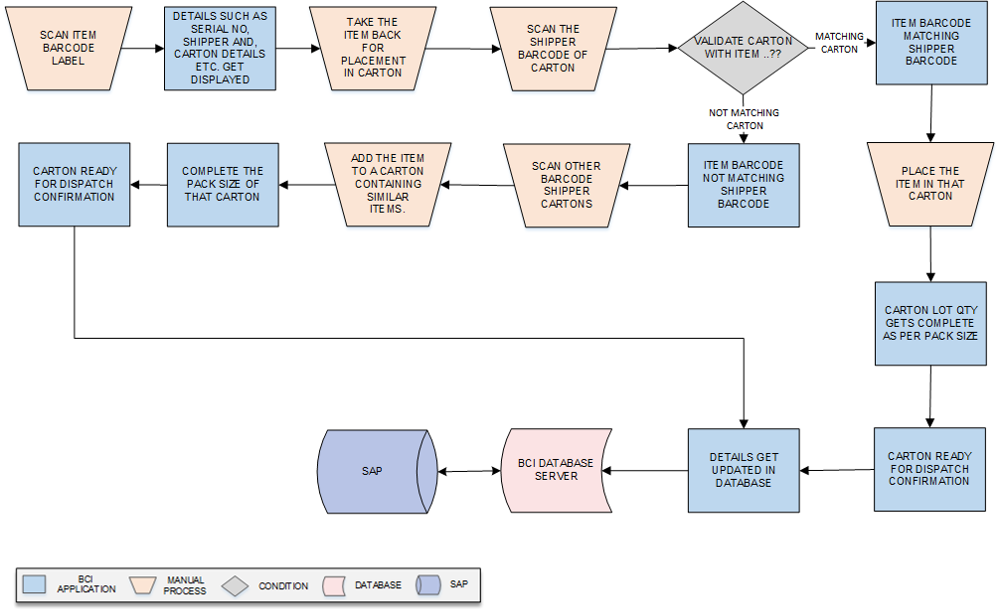 SCAN ITEM
BARCODE
LABEL
DETAILS SUCH AS
SERIAL NO,
SHIPPER AND,
CARTON DETAILS
ETC. GET
DISPLAYED
TAKE THE
ITEM BACK
FOR
PLACEMENT
IN CARTON
SCAN THE
SHIPPER
BARCODE OF
CARTON
VALIDATE CARTON
WITH ITEM ..??
MATCHING
CARTON
ITEM BARCODE
MATCHING
SHIPPER
BARCODE
NOT MATCHING
CARTON
CARTON READY
FOR DISPATCH
CONFIRMATION
COMPLETE THE
PACK SIZE OF
THAT CARTON
ADD THE ITEM
TO A CARTON
CONTAINING
SIMILAR
ITEMS.
SCAN OTHER
BARCODE
SHIPPER
CARTONS
ITEM BARCODE
NOT MATCHING
SHIPPER
BARCODE
PLACE THE
ITEM IN THAT
CARTON
CARTON LOT QTY
GETS COMPLETE
AS PER PACK SIZE
SAP
BCI DATABASE
SERVER
DETAILS GET
UPDATED IN
DATABASE
CARTON READY
FOR DISPATCH
CONFIRMATION
BCI
APPLICATION
MANUAL
PROCESS
CONDITION
DATABASE
SAP